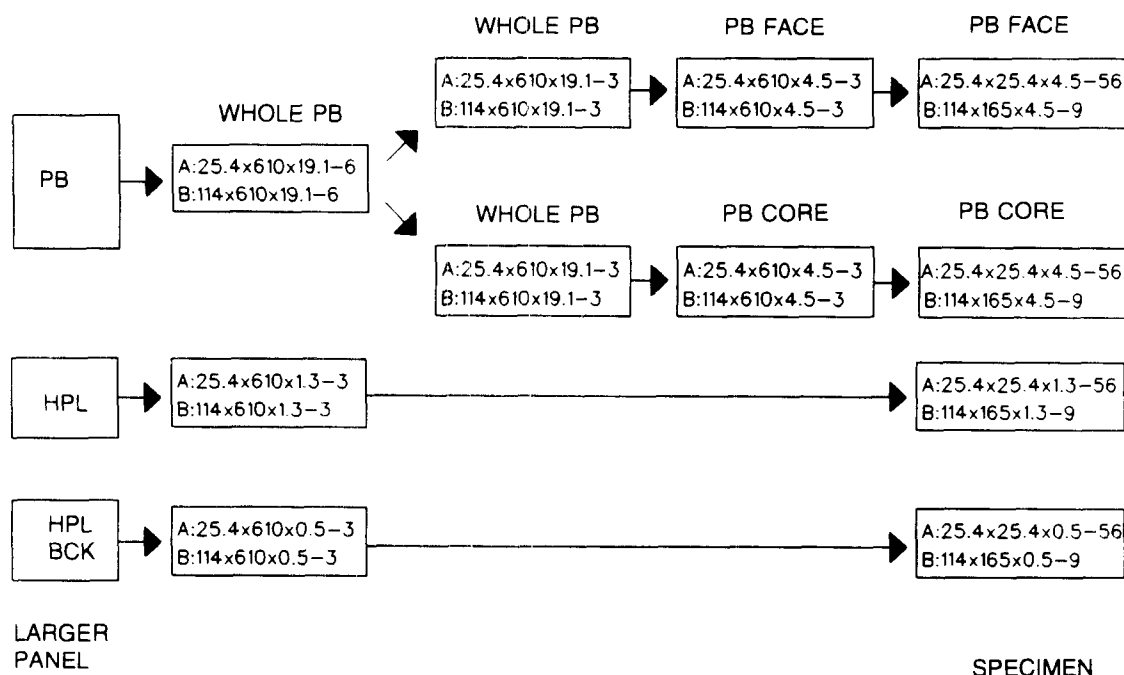 WHOLE PB
PB FACE
PB FACE
A:25.4x610x19.1-3
B:114x610x19.1-3
A:25.4x610x4.5-3
B:114x610x4.5-3
A:25.4x25.4x4.5-56
B:114x165x4.5-9
WHOLE PB
PB
A:25.4x610x19.1-6
B:114x610x19.1-6
WHOLE PB
PB CORE
PB CORE
A:25.4x610x19.1-3
B:114x610x19.1-3
A:25.4x610x4.5-3
B:114x610x4.5-3
A:25.4x25.4x4.5-56
B:114x165x4.5-9
HPL
A:25.4x610x1.3-3
B:114x610x1.3-3
A:25.4x25.4x1.3-56
B:114x165x1.3-9
HPL
BCK
A:25.4x610x0.5-3
B:114x610x0.5-3
A:25.4x25.4x0.5-56
B:114x165x0.5-9
LARGER
PANEL
SPECIMEN